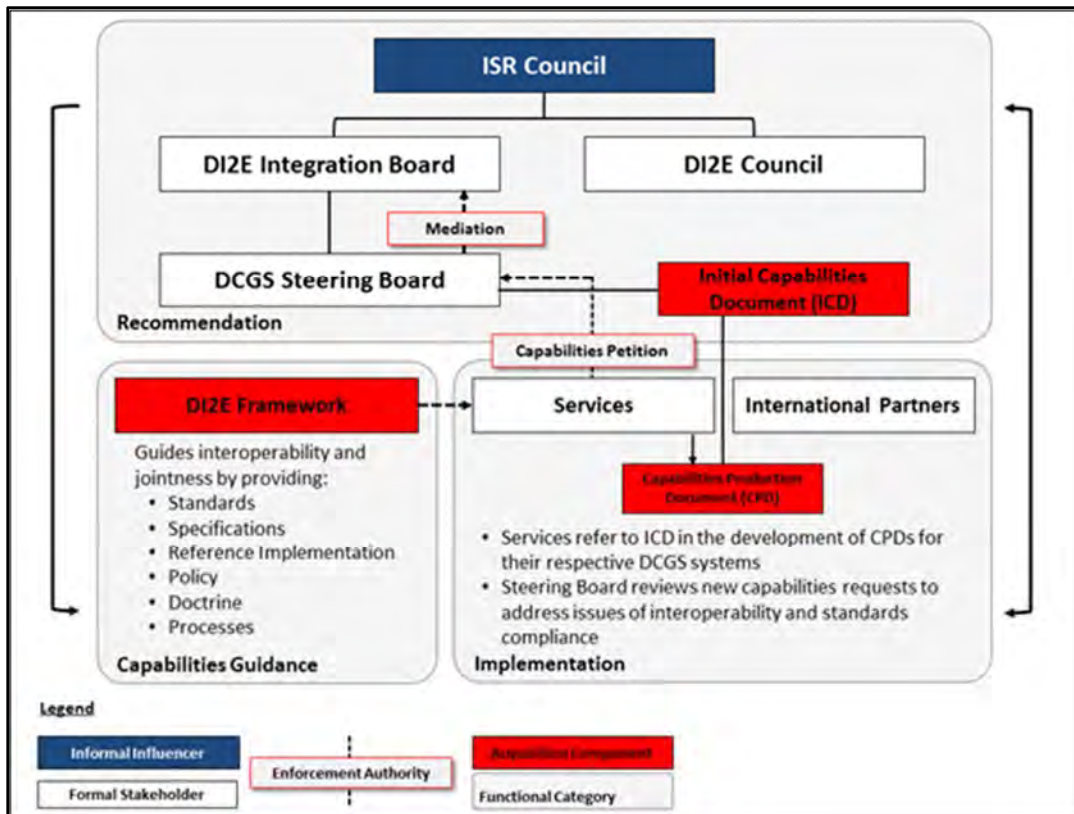 ISR Council
DI2E Integration Board
DI2E Council
Mediation
DCGS Steering Board
Initial Capabilities
Document (ICD)
Recommendation
Capabilities Petition
DI2E Framework
Services
International Partners
Guides interoperability and
jointness by providing:
• Standards
• Specifications
• Reference Implementation
• Policy
• Doctrine
• Processes
Capabilities Guidance
Capabilities Production
Document (CPD)
• Services refer to ICD in the development of CPDs for
their respective DCGS systems
• Steering Board reviews new capabilities requests to
address issues of interoperability and standards
compliance
Implementation
Legend
Informal Influencer
Formal Stakeholder
Enforcement Authority
Acquisition Component
Functional Category